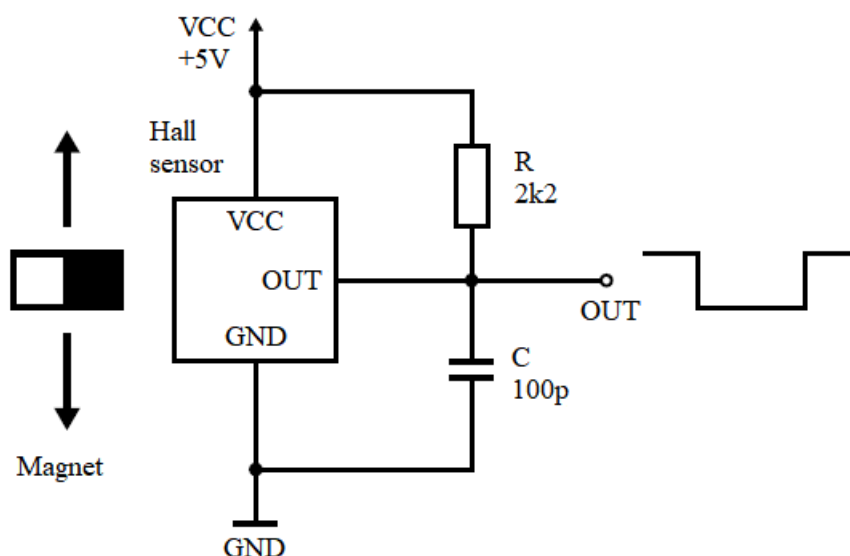 VCC
+5V
Hall
sensor
R
2k2
VCC
OUT
OUT
GND
C
100p
Magnet
GND